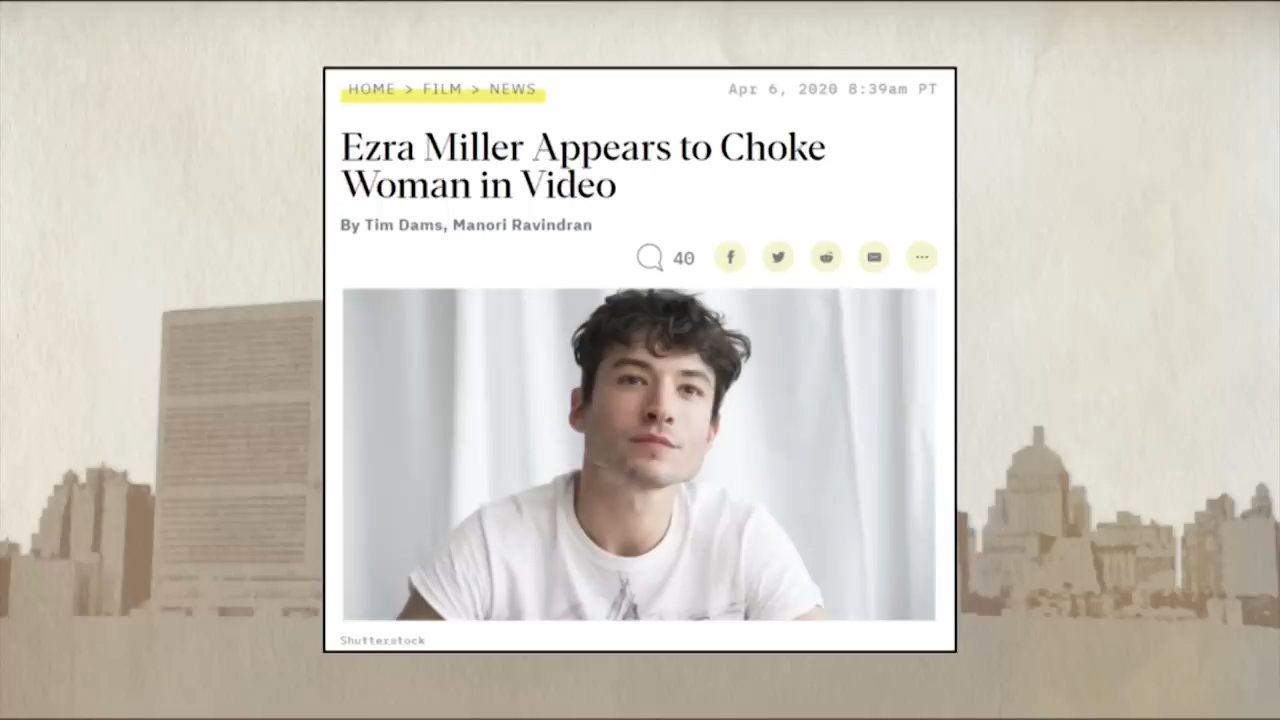 HOME > FILM > NEWS
Apr 6, 2020 8:39am PT
Ezra Miller Appears to Choke
Woman in Video
By Tim Dams, Manori Ravindran
40
Shutterstock